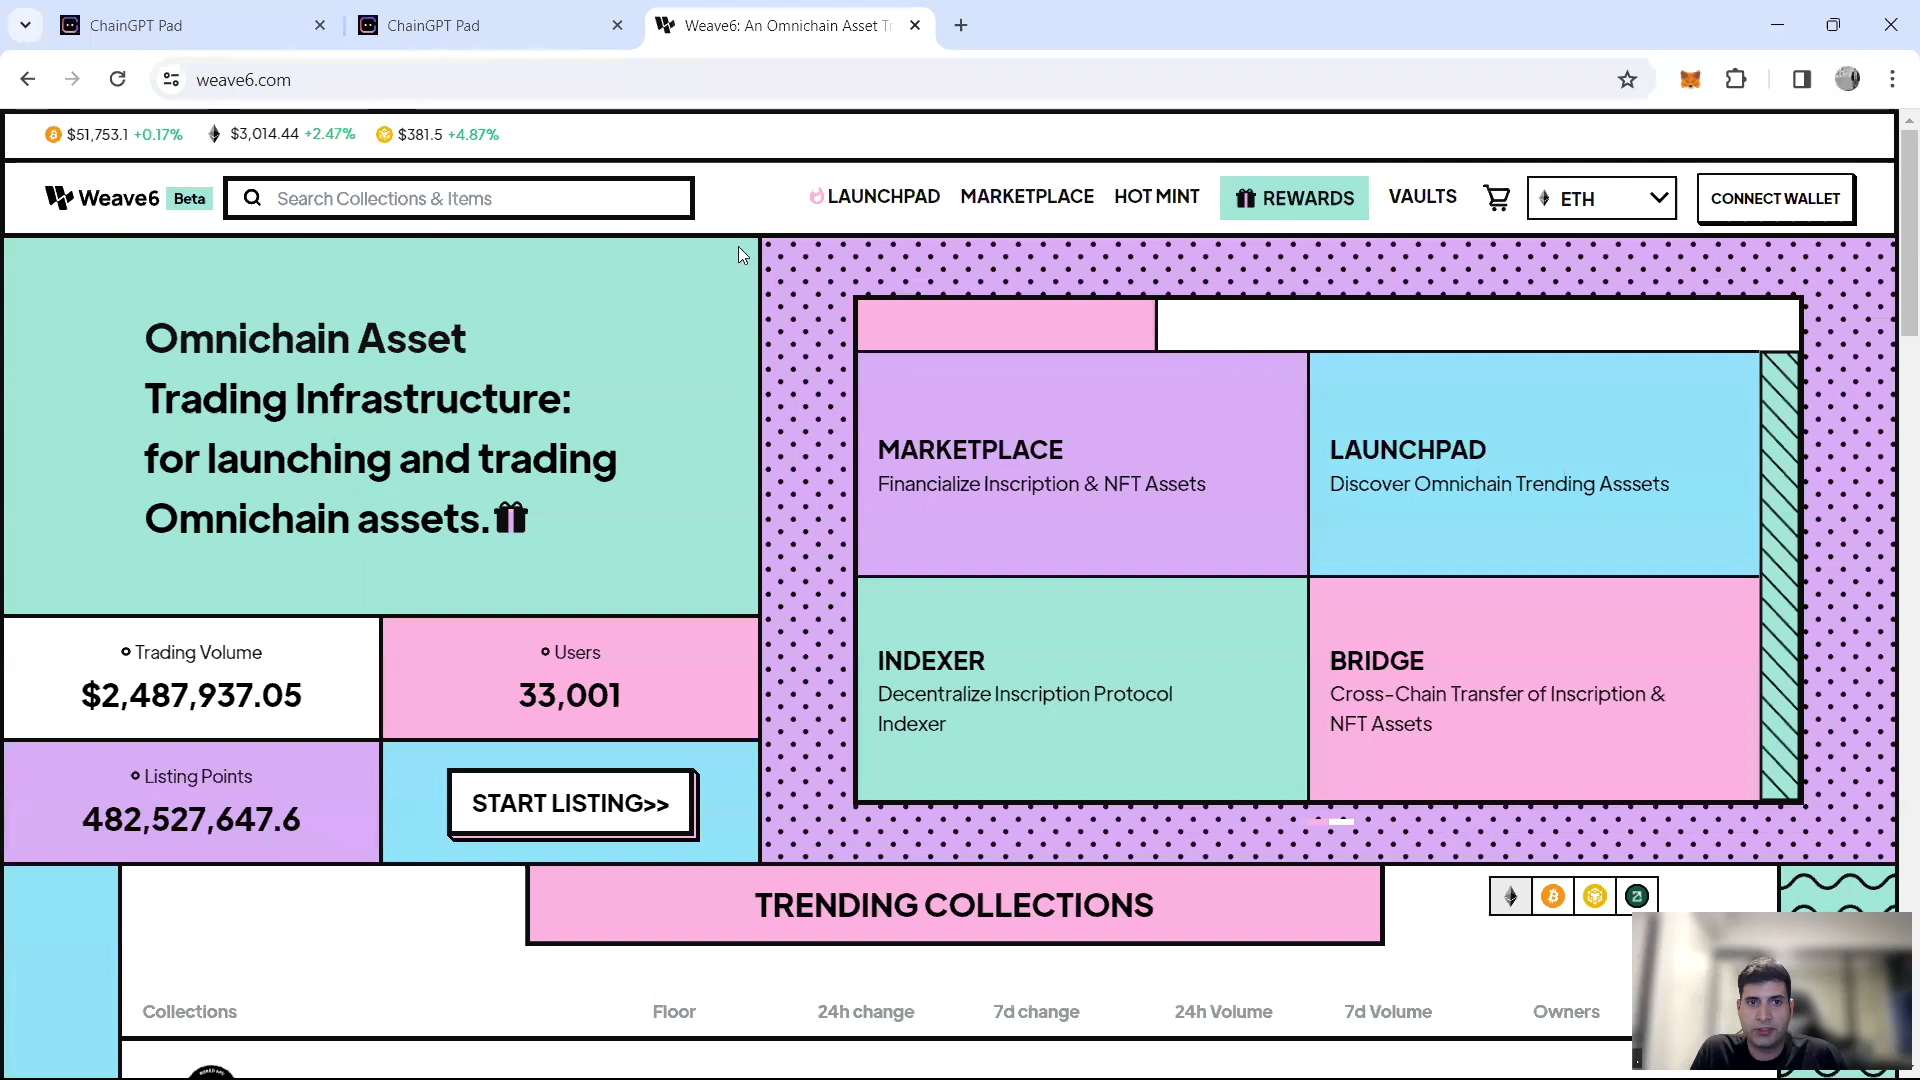 ChainGPT Pad
ChainGPT Pad
Weave6: An Omnichain Asset Tr
weave6.com
$51,753.1 +0.17% $3,014.44 +2.47% $381.5 +4.87%
Weave6 Beta
Search Collections & Items
LAUNCHPAD MARKETPLACE HOT MINT REWARDS VAULTS ETH CONNECT WALLET
Omnichain Asset
Trading Infrastructure:
for launching and trading
Omnichain assets.
MARKETPLACE
Financialize Inscription & NFT Assets
LAUNCHPAD
Discover Omnichain Trending Asssets
INDEXER
Decentralize Inscription Protocol
Indexer
BRIDGE
Cross-Chain Transfer of Inscription &
NFT Assets
Trading Volume
$2,487,937.05
Users
33,001
Listing Points
482,527,647.6
START LISTING>>
TRENDING COLLECTIONS
Collections Floor 24h change 7d change 24h Volume 7d Volume Owners